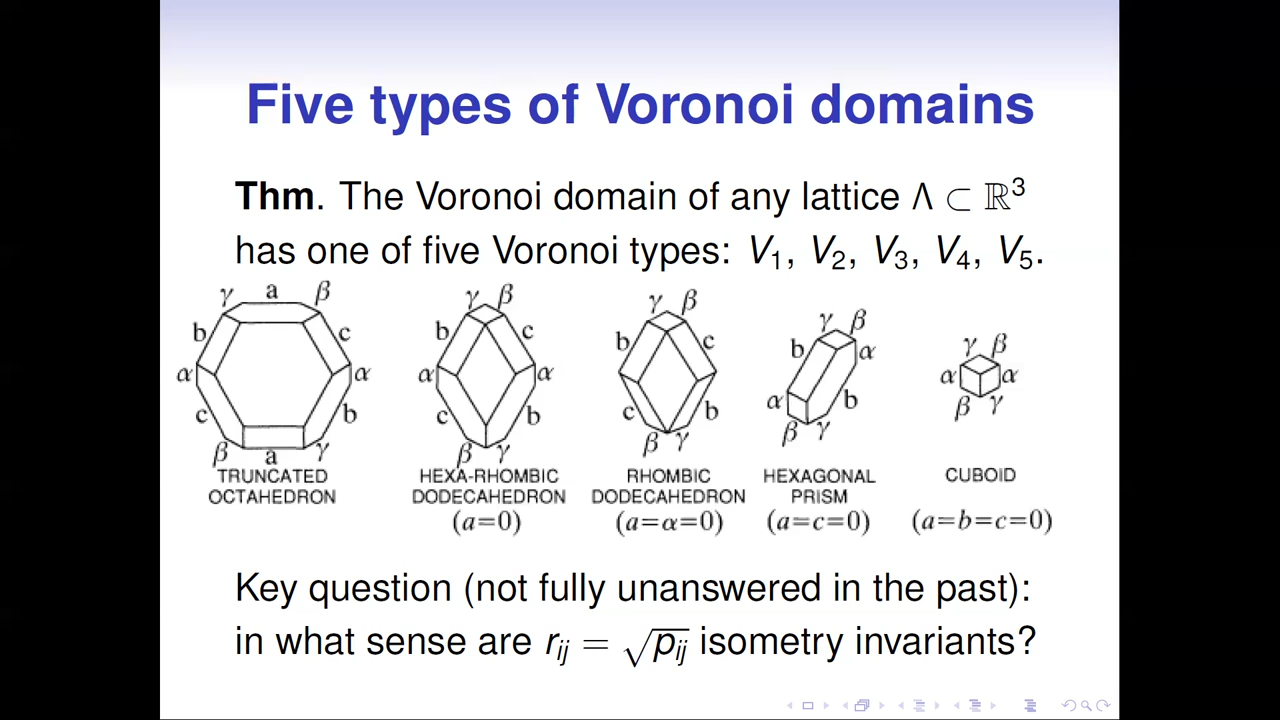 Five types of Voronoi domains
Thm. The Voronoi domain of any lattice Λ ⊂ ℝ³
has one of five Voronoi types: V₁, V₂, V₃, V₄, V₅.
γ a β
b c
α α
c b
β a γ
TRUNCATED
OCTAHEDRON
γ β
b c
α α
c b
β γ
HEXA-RHOMBIC
DODECAHEDRON
(a=0)
γ β
b c
c b
β γ
RHOMBIC
DODECAHEDRON
(a=α=0)
γ β
b α
α b
β γ
HEXAGONAL
PRISM
(a=c=0)
γ β
α α
β γ
CUBOID
(a=b=c=0)
Key question (not fully unanswered in the past):
in what sense are rᵢⱼ = √pᵢⱼ isometry invariants?